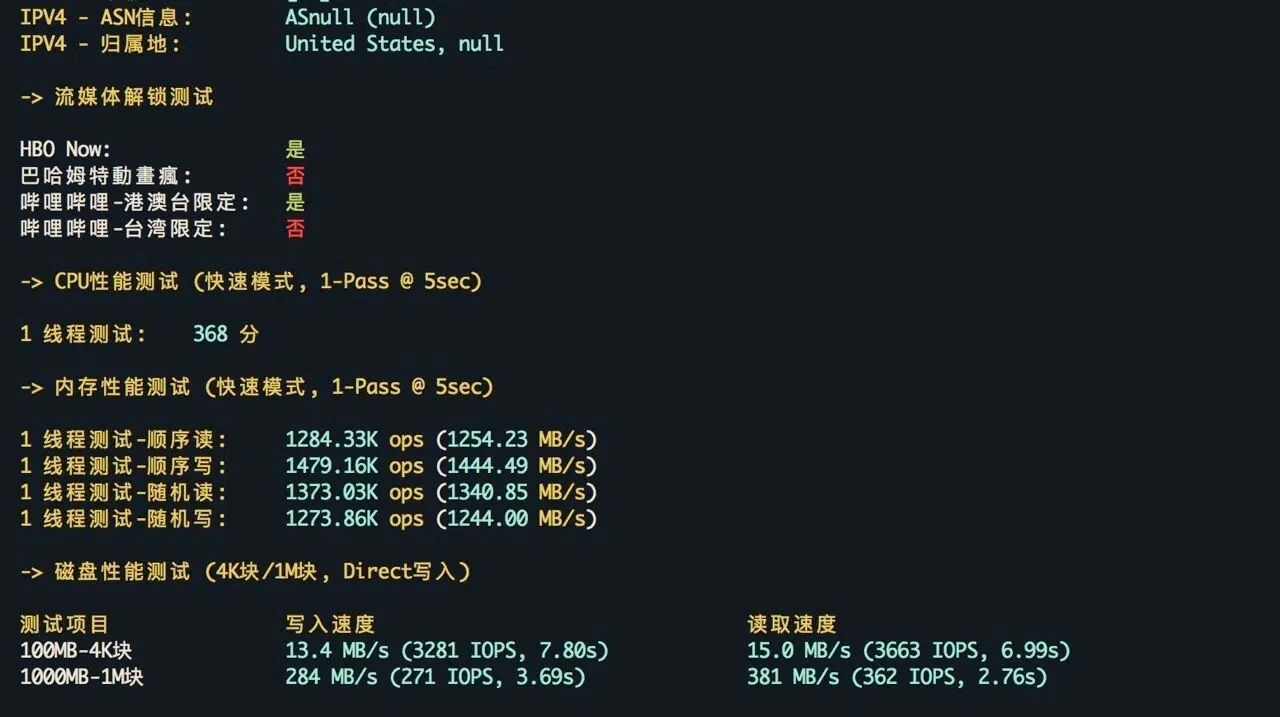 IPV4 - ASN信息: ASnull (null)
IPV4 - 归属地: United States, null
-> 流媒体解锁测试
HBO Now: 是
巴哈姆特動畫瘋: 否
哔哩哔哩-港澳台限定: 是
哔哩哔哩-台湾限定: 否
-> CPU性能测试 (快速模式, 1-Pass @ 5sec)
1 线程测试: 368 分
-> 内存性能测试 (快速模式, 1-Pass @ 5sec)
1 线程测试-顺序读: 1284.33K ops (1254.23 MB/s)
1 线程测试-顺序写: 1479.16K ops (1444.49 MB/s)
1 线程测试-随机读: 1373.03K ops (1340.85 MB/s)
1 线程测试-随机写: 1273.86K ops (1244.00 MB/s)
-> 磁盘性能测试 (4K块/1M块, Direct写入)
测试项目 写入速度 读取速度
100MB-4K块 13.4 MB/s (3281 IOPS, 7.80s) 15.0 MB/s (3663 IOPS, 6.99s)
1000MB-1M块 284 MB/s (271 IOPS, 3.69s) 381 MB/s (362 IOPS, 2.76s)